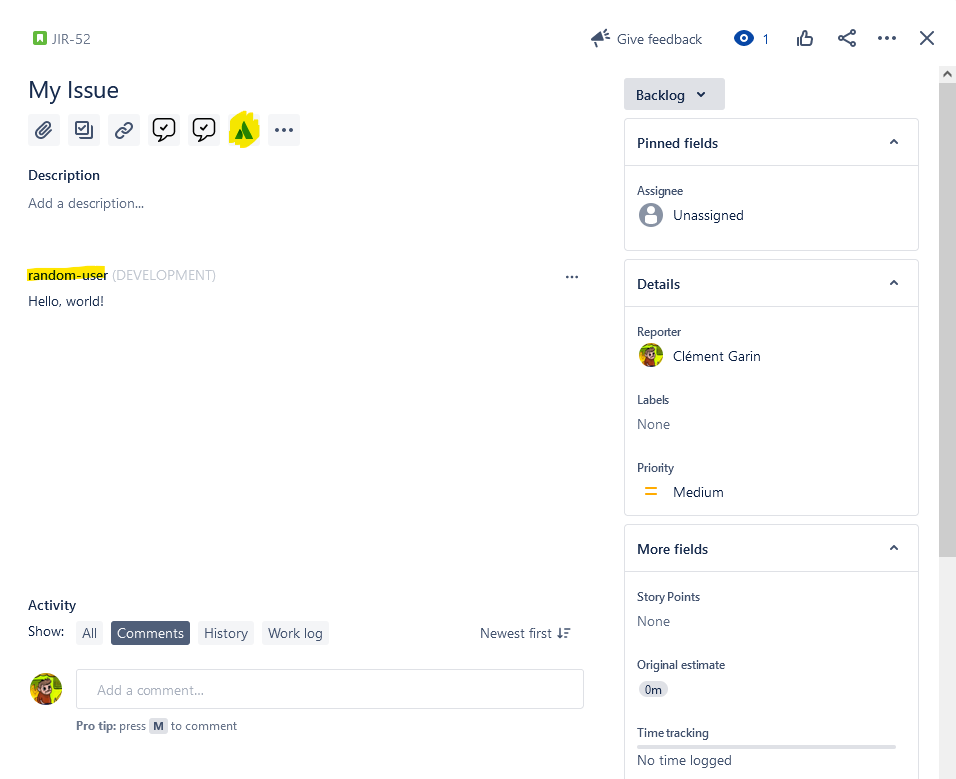 JIR-52
Give feedback
1
My Issue
Description
Add a description...
random-user (DEVELOPMENT)
Hello, world!
Activity
Show: All Comments History Work log
Newest first
Add a comment...
Pro tip: press M to comment
Backlog
Pinned fields
Assignee
Unassigned
Details
Reporter
Clément Garin
Labels
None
Priority
Medium
More fields
Story Points
None
Original estimate
0m
Time tracking
No time logged